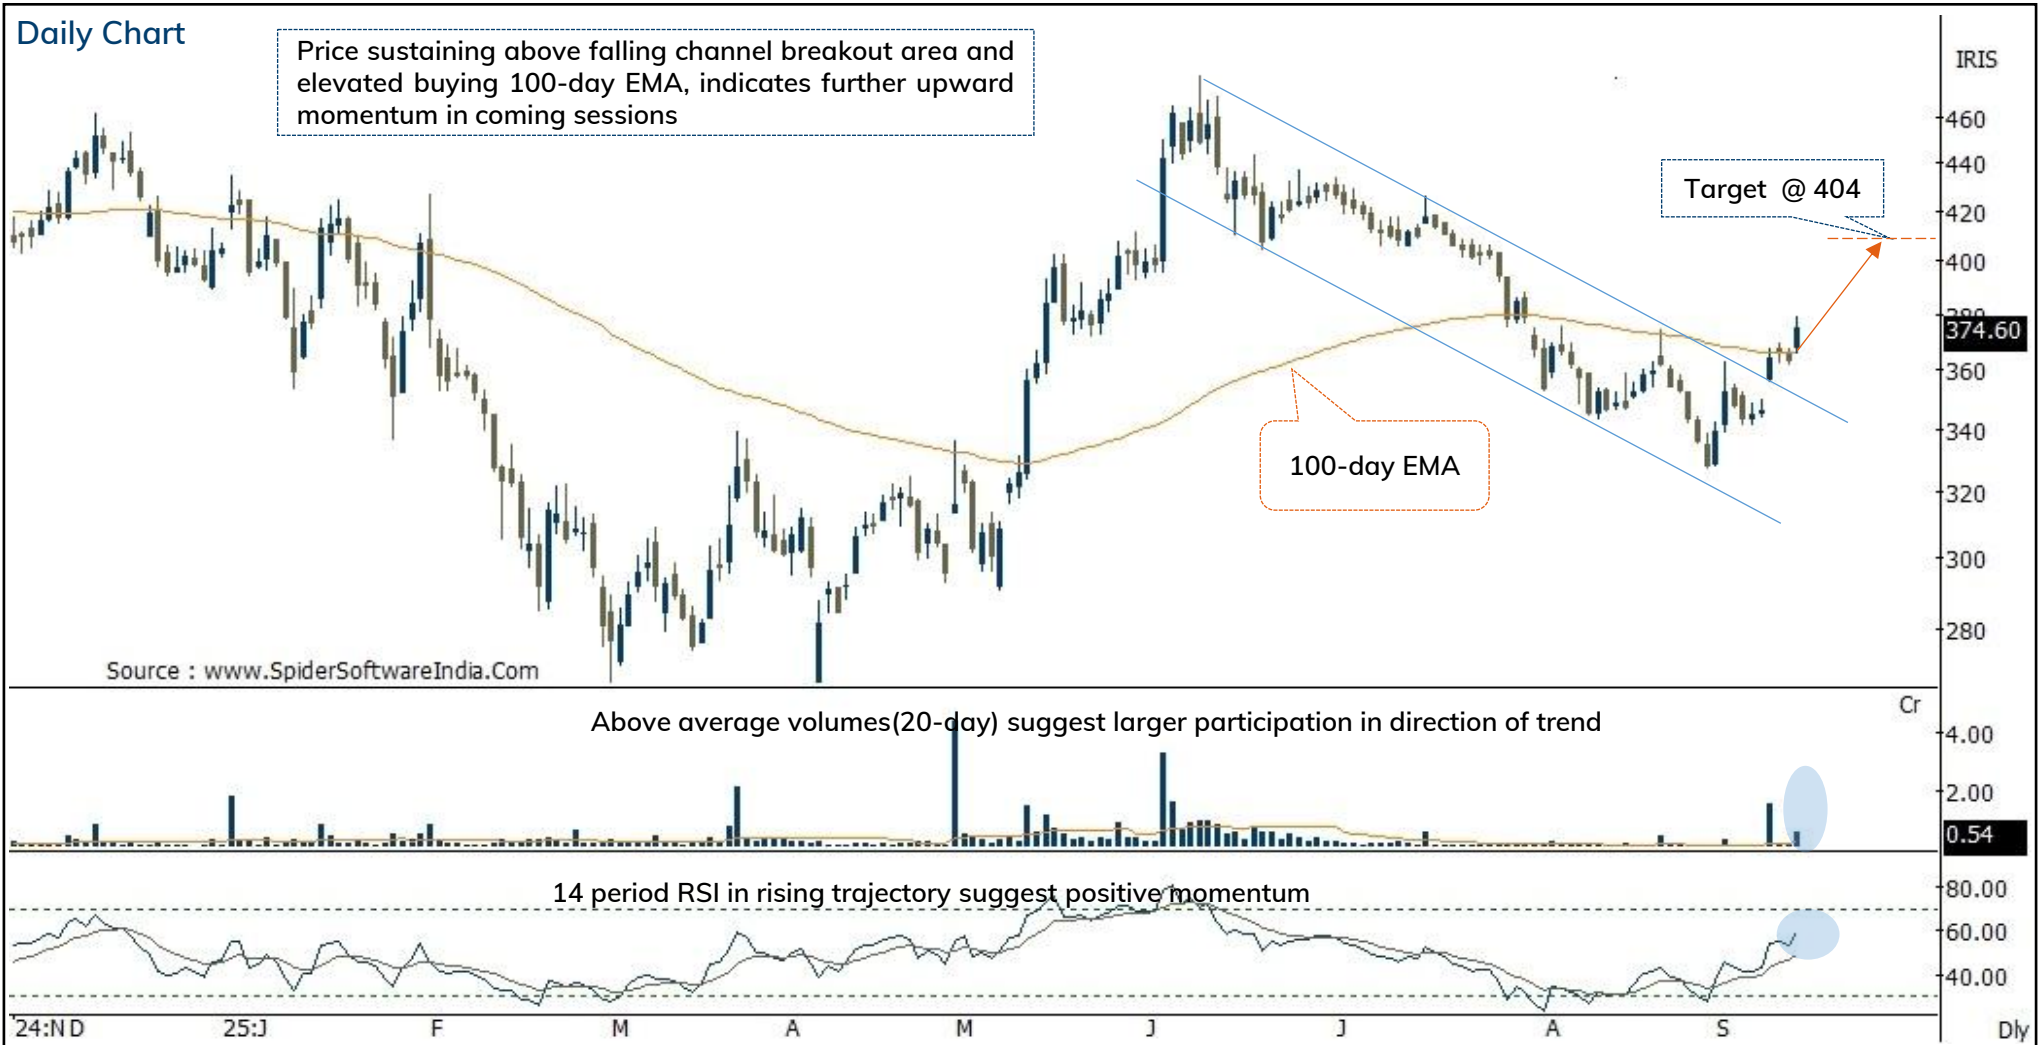 Daily Chart
Price sustaining above falling channel breakout area and
elevated buying 100-day EMA, indicates further upward
momentum in coming sessions
IRIS
460
440
Target @ 404
420
400
380
374.60
360
340
100-day EMA
320
300
280
Source : www.SpiderSoftwareIndia.Com
Cr
Above average volumes(20-day) suggest larger participation in direction of trend
4.00
2.00
0.54
14 period RSI in rising trajectory suggest positive momentum
80.00
60.00
40.00
24:N D 25:J F M A M J J A S Dly